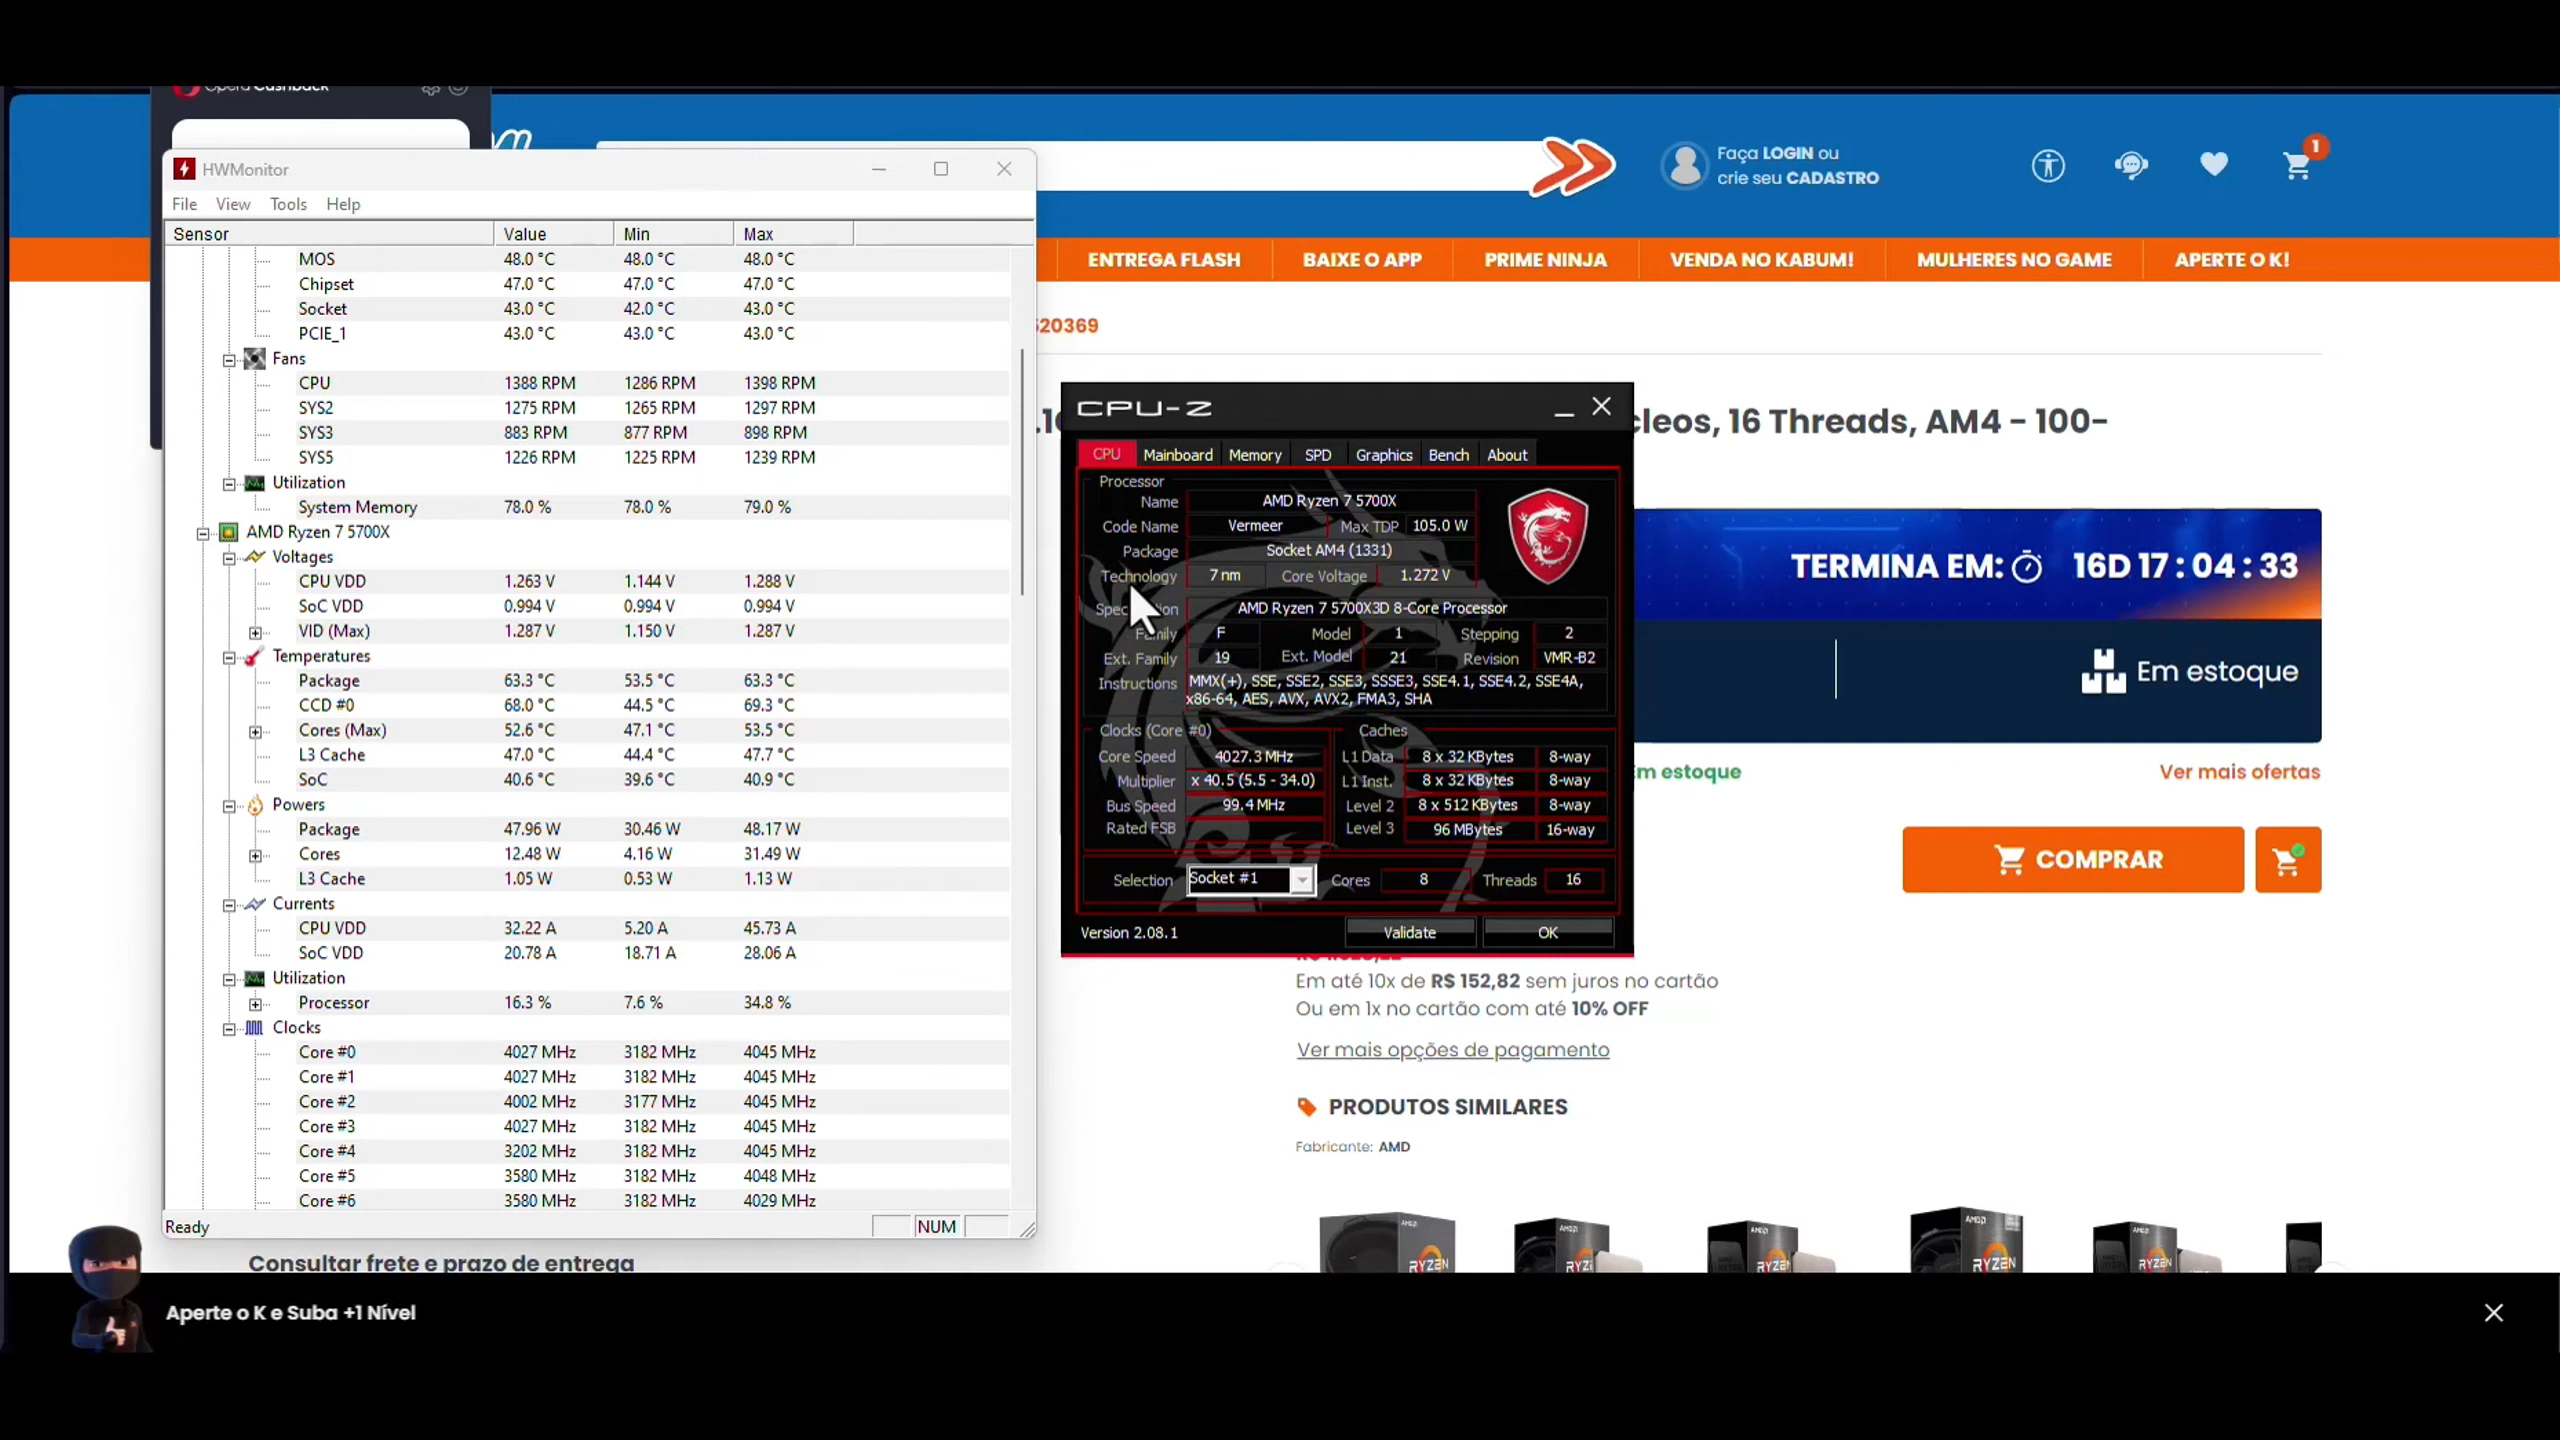 Opera Cashback
Faça LOGIN ou
crie seu CADASTRO
1
ENTREGA FLASH
BAIXE O APP
PRIME NINJA
VENDA NO KABUM!
MULHERES NO GAME
APERTE O K!
520369
cleos, 16 Threads, AM4 - 100-
TERMINA EM: 16D 17 : 04 : 33
Em estoque
Em estoque
Ver mais ofertas
COMPRAR
Em até 10x de R$ 152,82 sem juros no cartão
Ou em 1x no cartão com até 10% OFF
Ver mais opções de pagamento
PRODUTOS SIMILARES
Fabricante: AMD
AMD RYZEN
RYZEN
RYZEN
AMD RYZEN
AMD RYZEN
HWMonitor
File View Tools Help
Sensor Value Min Max
MOS 48.0 °C 48.0 °C 48.0 °C
Chipset 47.0 °C 47.0 °C 47.0 °C
Socket 43.0 °C 42.0 °C 43.0 °C
PCIE_1 43.0 °C 43.0 °C 43.0 °C
Fans
CPU 1388 RPM 1286 RPM 1398 RPM
SYS2 1275 RPM 1265 RPM 1297 RPM
SYS3 883 RPM 877 RPM 898 RPM
SYS5 1226 RPM 1225 RPM 1239 RPM
Utilization
System Memory 78.0 % 78.0 % 79.0 %
AMD Ryzen 7 5700X
Voltages
CPU VDD 1.263 V 1.144 V 1.288 V
SoC VDD 0.994 V 0.994 V 0.994 V
VID (Max) 1.287 V 1.150 V 1.287 V
Temperatures
Package 63.3 °C 53.5 °C 63.3 °C
CCD #0 68.0 °C 44.5 °C 69.3 °C
Cores (Max) 52.6 °C 47.1 °C 53.5 °C
L3 Cache 47.0 °C 44.4 °C 47.7 °C
SoC 40.6 °C 39.6 °C 40.9 °C
Powers
Package 47.96 W 30.46 W 48.17 W
Cores 12.48 W 4.16 W 31.49 W
L3 Cache 1.05 W 0.53 W 1.13 W
Currents
CPU VDD 32.22 A 5.20 A 45.73 A
SoC VDD 20.78 A 18.71 A 28.06 A
Utilization
Processor 16.3 % 7.6 % 34.8 %
Clocks
Core #0 4027 MHz 3182 MHz 4045 MHz
Core #1 4027 MHz 3182 MHz 4045 MHz
Core #2 4002 MHz 3177 MHz 4045 MHz
Core #3 4027 MHz 3182 MHz 4045 MHz
Core #4 3202 MHz 3182 MHz 4045 MHz
Core #5 3580 MHz 3182 MHz 4048 MHz
Core #6 3580 MHz 3182 MHz 4029 MHz
Ready NUM
CPU-Z
CPU Mainboard Memory SPD Graphics Bench About
Processor
Name AMD Ryzen 7 5700X
Code Name Vermeer Max TDP 105.0 W
Package Socket AM4 (1331)
Technology 7 nm Core Voltage 1.272 V
AMD Ryzen 7 5700X3D 8-Core Processor
Family F Model 1 Stepping 2
Ext. Family 19 Ext. Model 21 Revision VMR-B2
Instructions MMX(+), SSE, SSE2, SSE3, SSSE3, SSE4.1, SSE4.2, SSE4A,
x86-64, AES, AVX, AVX2, FMA3, SHA
Clocks (Core #0) Caches
Core Speed 4027.3 MHz L1 Data 8 x 32 KBytes 8-way
Multiplier x 40.5 (5.5 - 34.0) L1 Inst. 8 x 32 KBytes 8-way
Bus Speed 99.4 MHz Level 2 8 x 512 KBytes 8-way
Rated FSB Level 3 96 MBytes 16-way
Selection Socket #1 Cores 8 Threads 16
Version 2.08.1 Validate OK
Consultar frete e prazo de entrega
Aperte o K e Suba +1 Nível